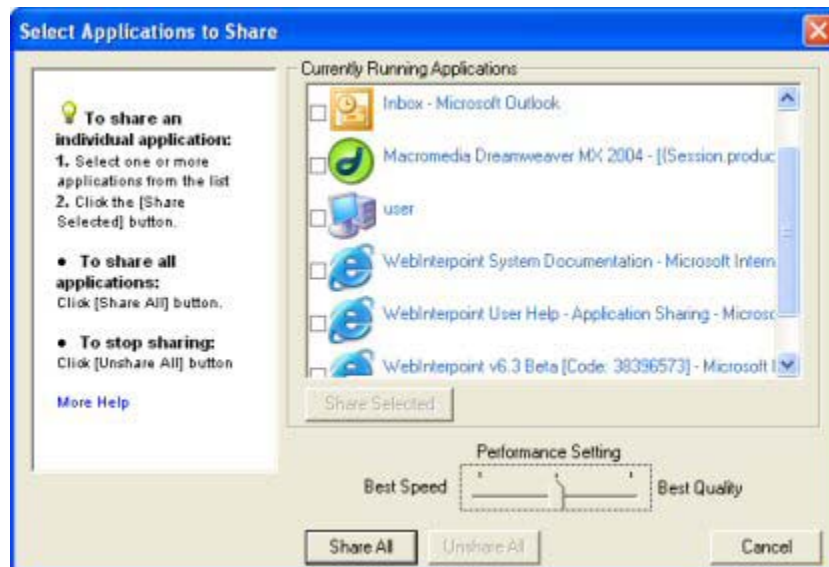 Select Applications to Share
To share an
individual application:
1. Select one or more
applications from the list
2. Click the [Share
Selected] button.
• To share all
applications:
Click [Share All] button.
• To stop sharing:
Click [Unshare All] button
More Help
Currently Running Applications
Inbox - Microsoft Outlook
Macromedia Dreamweaver MX 2004 - [(Session.produc
user
WebInterpoint System Documentation - Microsoft Intern
WebInterpoint User Help - Application Sharing - Microsc
WebInterpoint v6.3 Beta [Code: 38396573] - Microsoft I
Share Selected
Performance Setting
Best Speed
Best Quality
Share All
Unshare All
Cancel